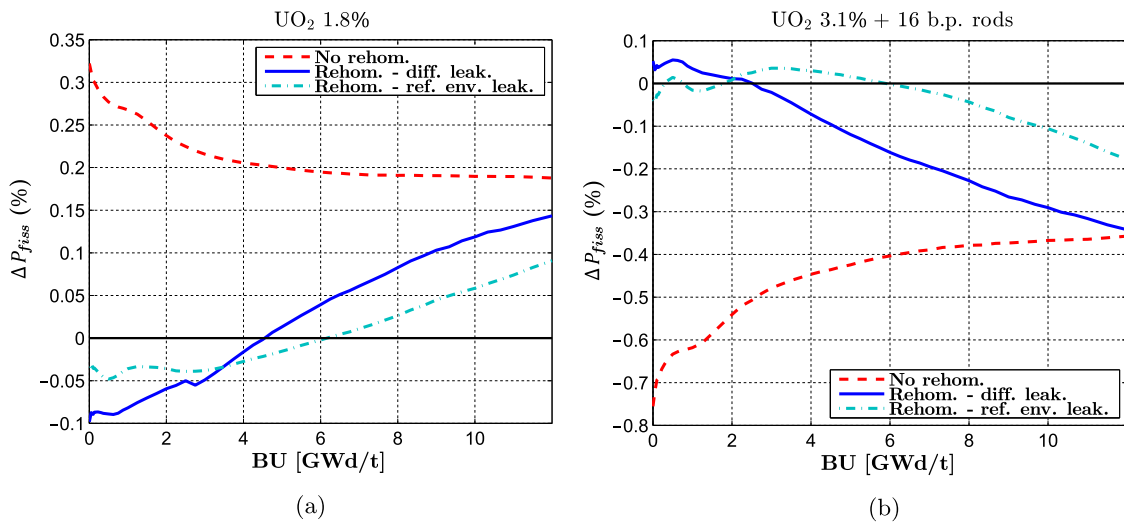 UO₂ 1.8%
0.35
0.3
0.25
0.2
0.15
0.1
0.05
0
−0.05
−0.1
ΔP_fiss (%)
No rehom.
Rehom. - diff. leak.
Rehom. - ref. env. leak.
0 2 4 6 8 10
BU [GWd/t]
(a)
UO₂ 3.1% + 16 b.p. rods
0.1
0
−0.1
−0.2
−0.3
−0.4
−0.5
−0.6
−0.7
−0.8
ΔP_fiss (%)
No rehom.
Rehom. - diff. leak.
Rehom. - ref. env. leak.
0 2 4 6 8 10
BU [GWd/t]
(b)